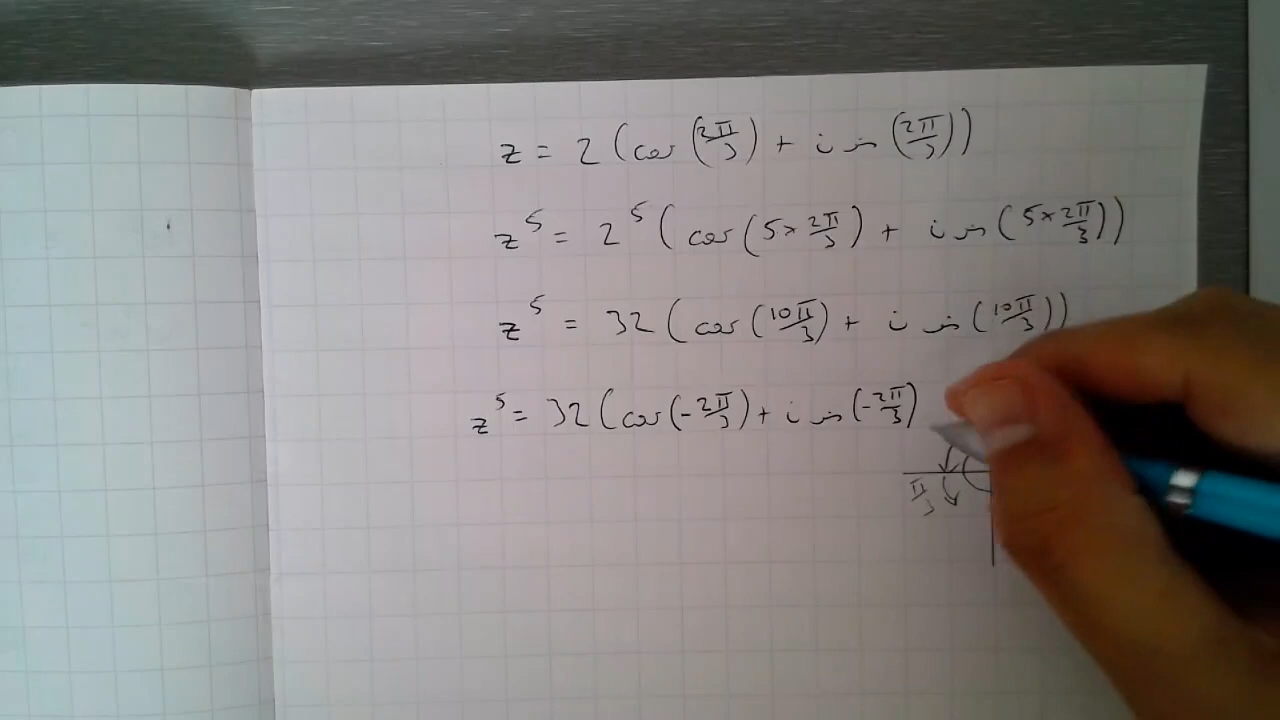 z = 2 (cos (2π/3) + i sin (2π/3))
z⁵ = 2⁵ (cos (5 × 2π/3) + i sin (5 × 2π/3))
z⁵ = 32 (cos (10π/3) + i sin (10π/3))
z⁵ = 32 (cos (-2π/3) + i sin (-2π/3)
π/3